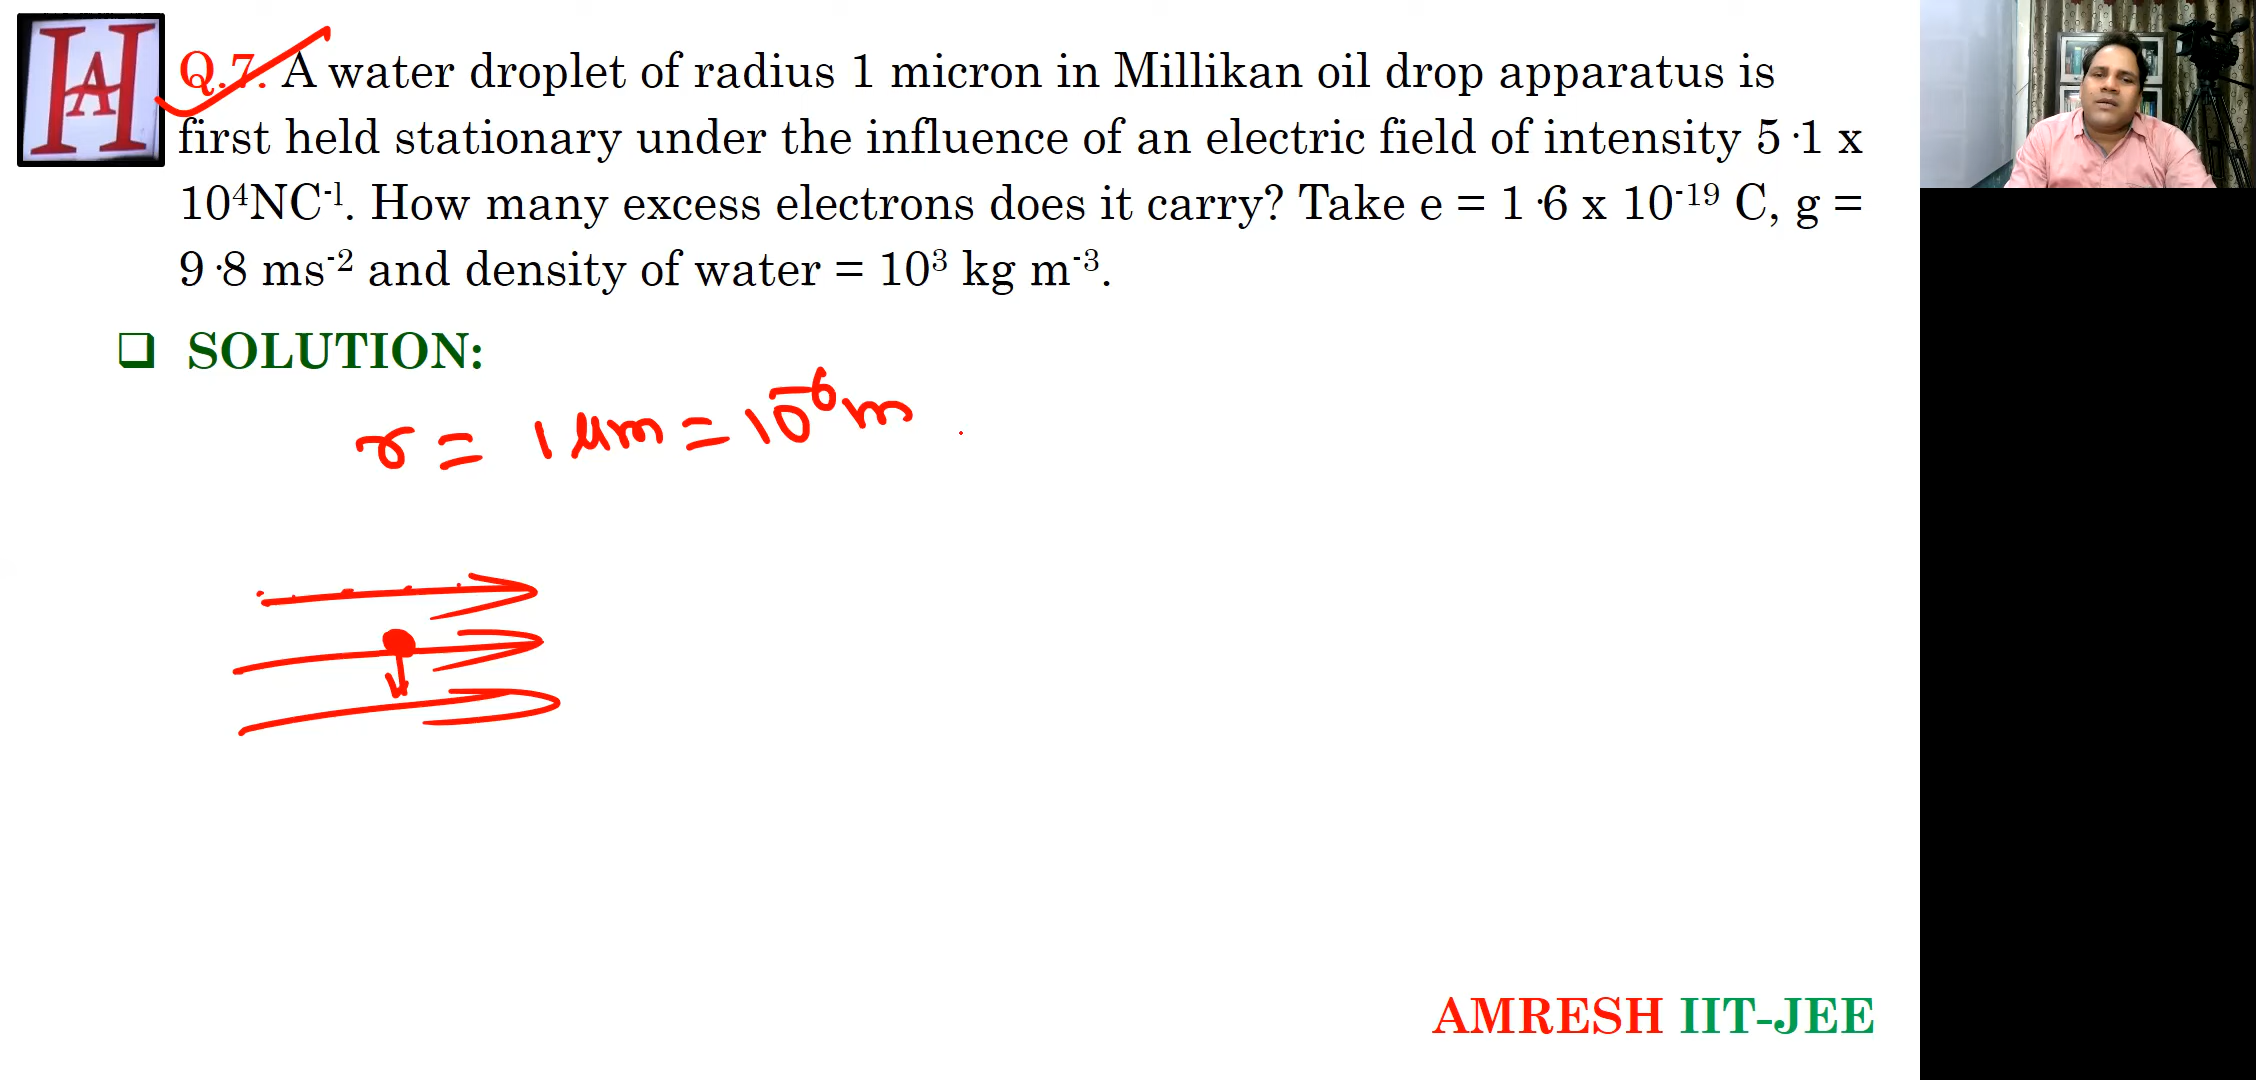 HA
Q.7. A water droplet of radius 1 micron in Millikan oil drop apparatus is
first held stationary under the influence of an electric field of intensity 5·1 x
10⁴NC⁻ˡ. How many excess electrons does it carry? Take e = 1·6 x 10⁻¹⁹ C, g =
9·8 ms⁻² and density of water = 10³ kg m⁻³.
❑ SOLUTION:
r = 1 μm = 10⁻⁶ m
AMRESH IIT-JEE